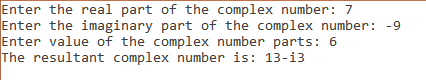 Enter the real part of the complex number: 7
Enter the imaginary part of the complex number: -9
Enter value of the complex number parts: 6
The resultant complex number is: 13-i3